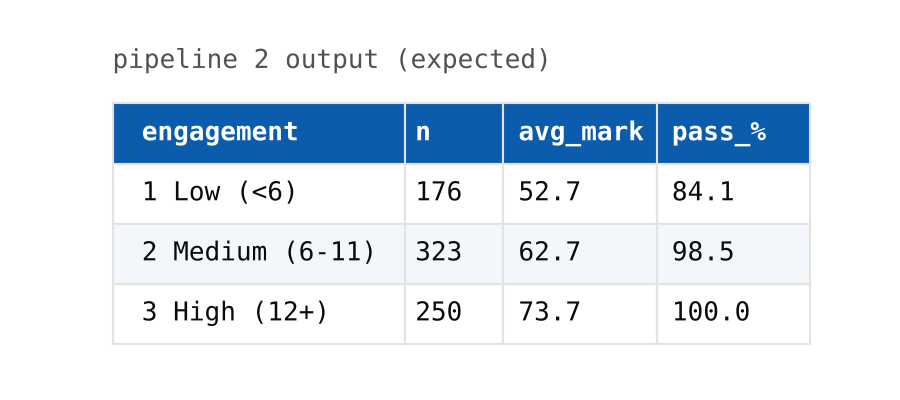 pipeline 2 output (expected)
engagement n avg_mark pass_%
1 Low (<6) 176 52.7 84.1
2 Medium (6-11) 323 62.7 98.5
3 High (12+) 250 73.7 100.0